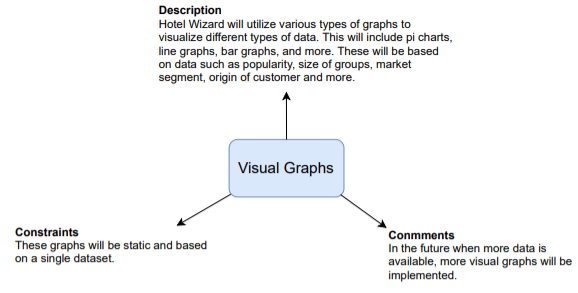 Description
Hotel Wizard will utilize various types of graphs to
visualize different types of data. This will include pi charts,
line graphs, bar graphs, and more. These will be based
on data such as popularity, size of groups, market
segment, origin of customer and more.
Visual Graphs
Constraints
These graphs will be static and based
on a single dataset.
Conmments
In the future when more data is
available, more visual graphs will be
implemented.